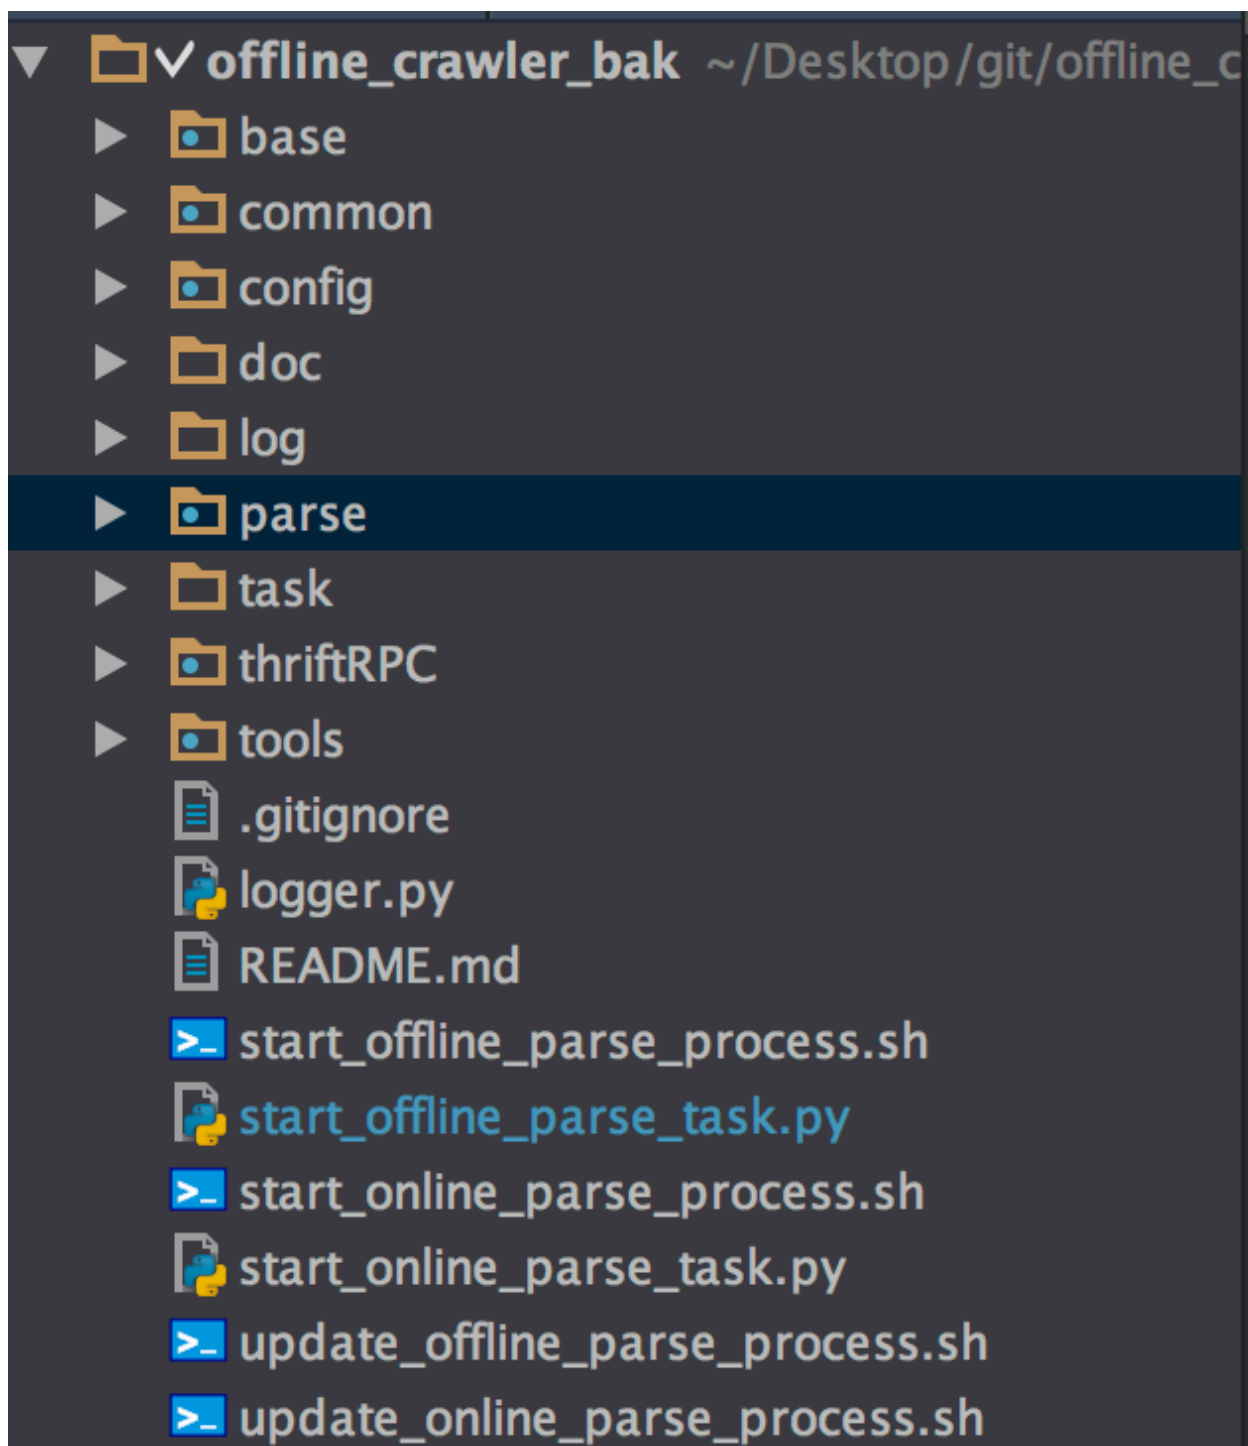 offline_crawler_bak ~/Desktop/git/offline_c
base
common
config
doc
log
parse
task
thriftRPC
tools
.gitignore
logger.py
README.md
start_offline_parse_process.sh
start_offline_parse_task.py
start_online_parse_process.sh
start_online_parse_task.py
update_offline_parse_process.sh
update_online_parse_process.sh